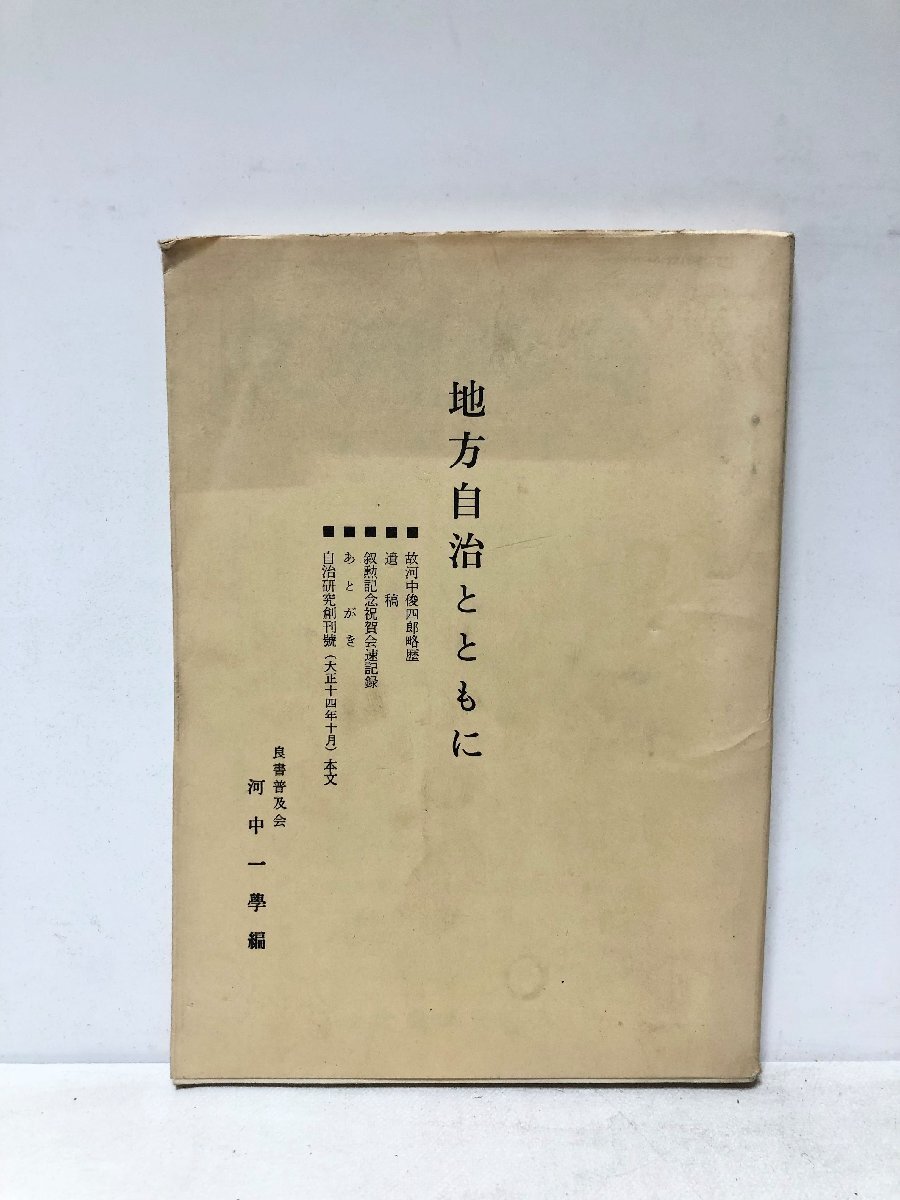 地方自治とともに
■ 故河中俊四郎略歴
■ 遺稿
■ 叙勲記念祝賀会速記録
■ あとがき
■ 自治研究創刊號（大正十四年十月）本文
良書普及会
河中一學編